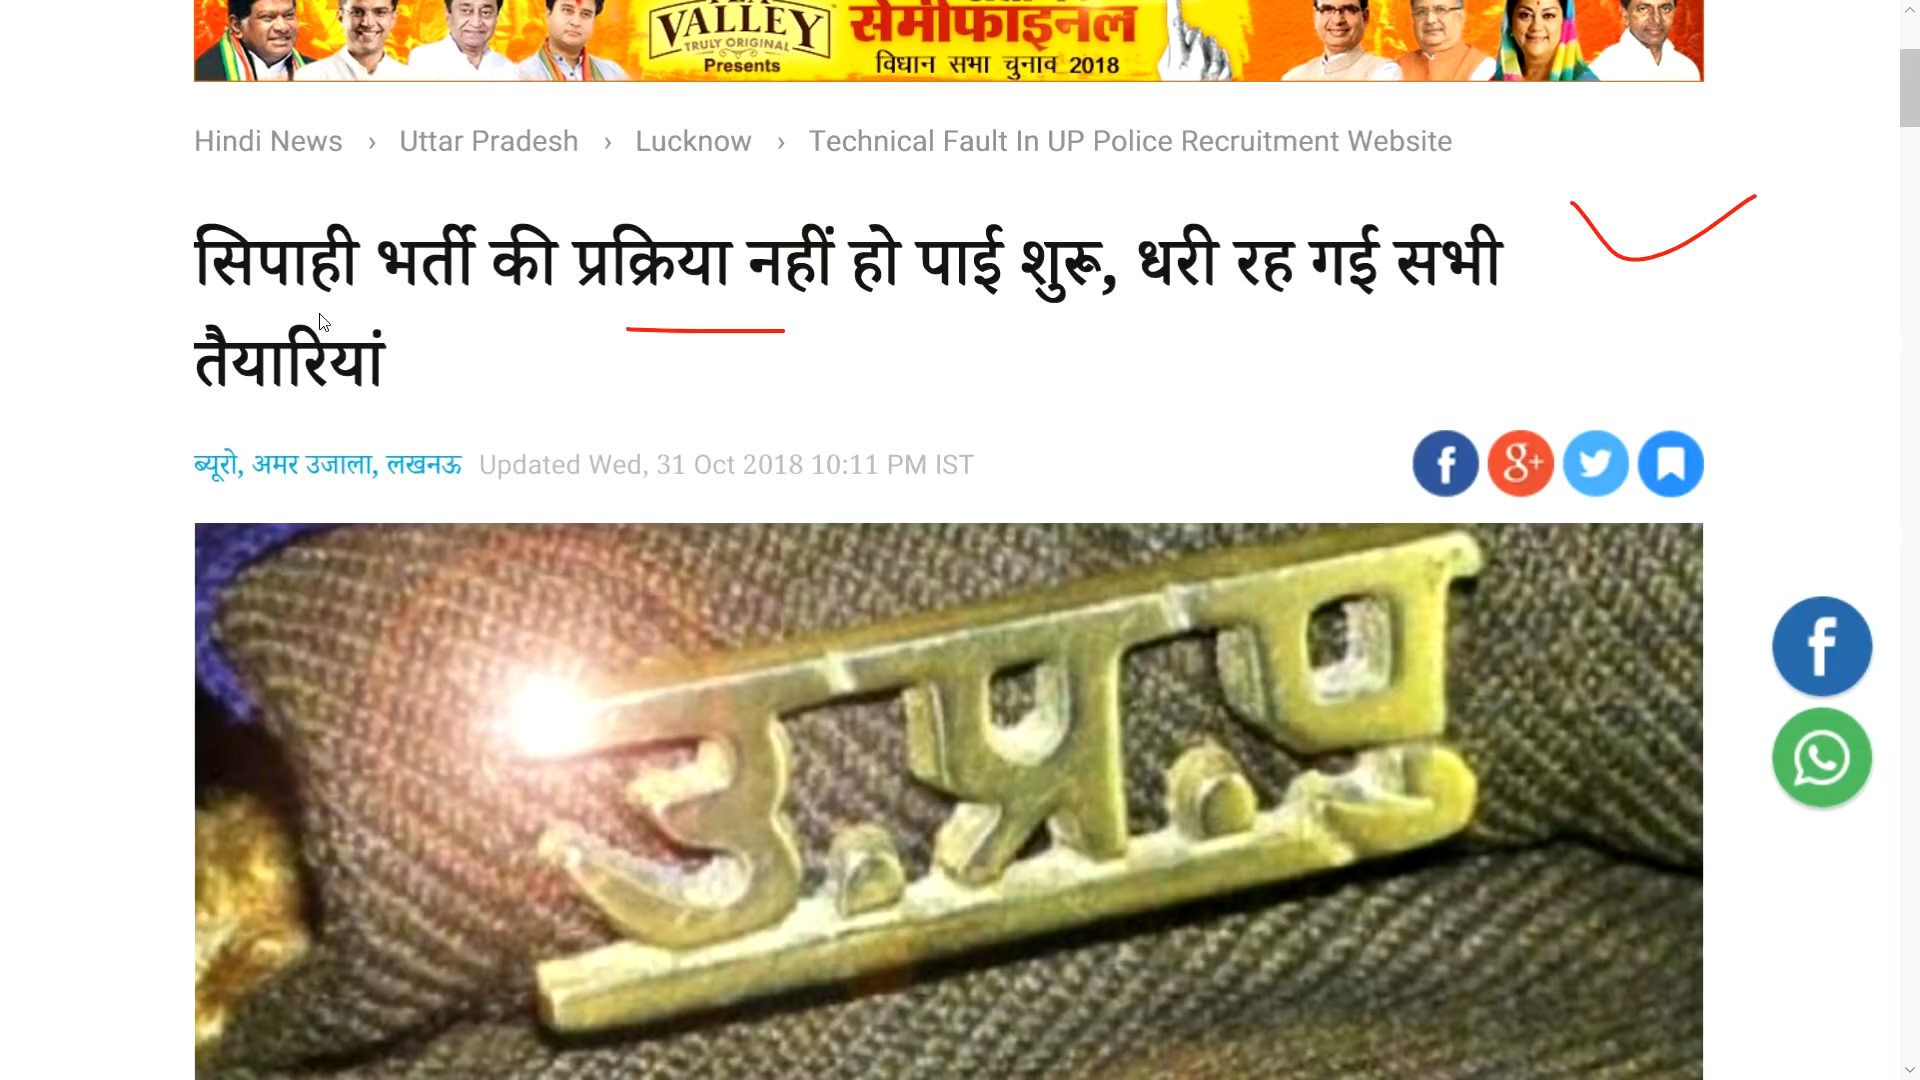 VALLEY
TRULY ORIGINAL
Presents
सेमीफाइनल
विधान सभा चुनाव 2018
Hindi News › Uttar Pradesh › Lucknow › Technical Fault In UP Police Recruitment Website
सिपाही भर्ती की प्रक्रिया नहीं हो पाई शुरू, धरी रह गई सभी
तैयारियां
ब्यूरो, अमर उजाला, लखनऊ Updated Wed, 31 Oct 2018 10:11 PM IST
उ.प्र.पु